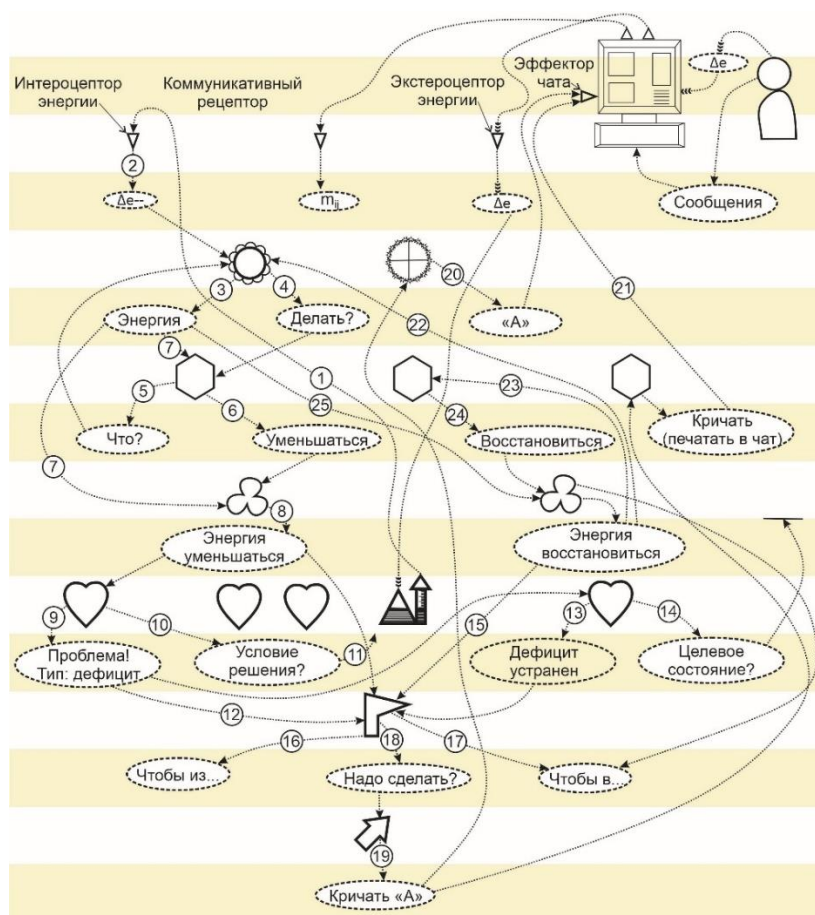 Интероцептор
энергии
Коммуникативный
рецептор
Экстероцептор
энергии
Эффектор
чата
Δe
2
Δe--
mij
Δe
Сообщения
3
4
20
21
Энергия
Делать?
«А»
22
7
1
23
5
6
25
24
Что?
Уменьшаться
Восстановиться
Кричать
(печатать в чат)
7
8
Энергия
уменьшаться
Энергия
восстановиться
9
10
11
15
13
14
Проблема!
Тип: дефицит
Условие
решения?
Дефицит
устранен
Целевое
состояние?
12
16
18
17
Чтобы из...
Надо сделать?
Чтобы в...
19
Кричать «А»